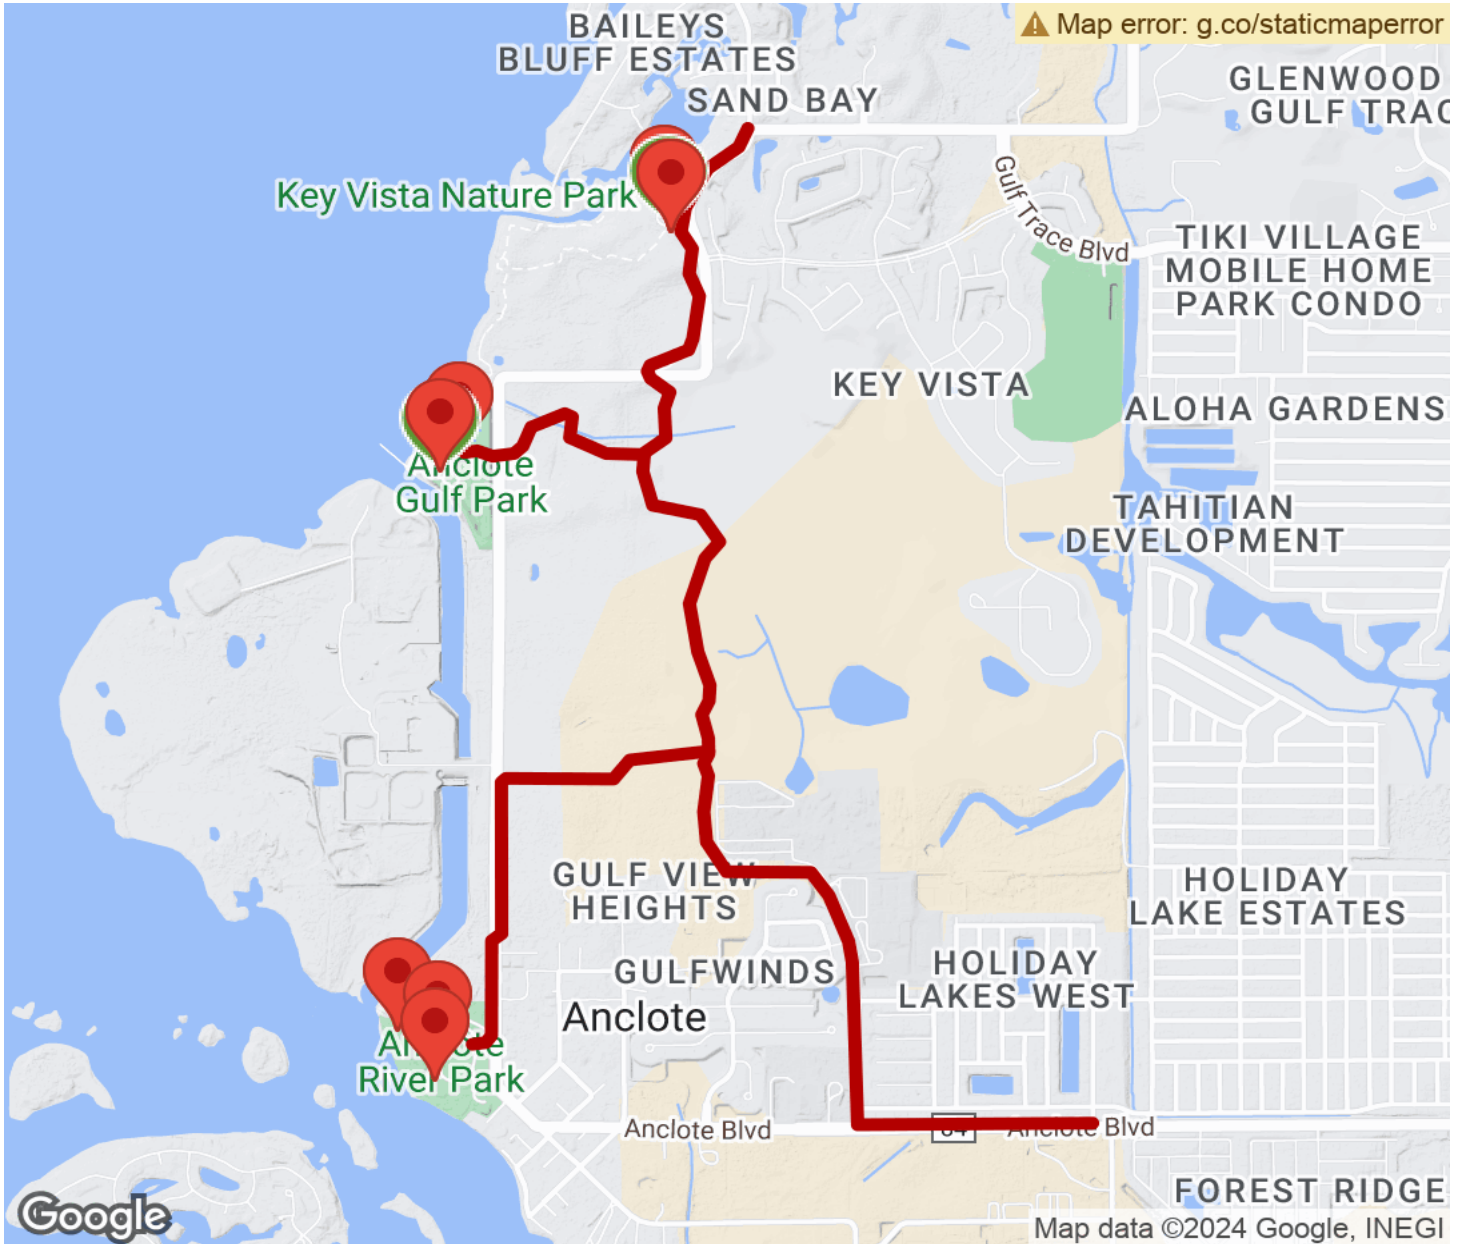 BAILEYS
BLUFF ESTATES
Map error: g.co/staticmaperror
SAND BAY
GLENWOOD
GULF TRAC
Key Vista Nature Park
Gulf Trace Blvd
TIKI VILLAGE
MOBILE HOME
PARK CONDO
KEY VISTA
ALOHA GARDENS
Anclote
Gulf Park
TAHITIAN
DEVELOPMENT
GULF VIEW
HEIGHTS
HOLIDAY
LAKE ESTATES
GULFWINDS
HOLIDAY
LAKES WEST
Anclote
Anclote
River Park
Anclote Blvd
Anclote Blvd
FOREST RIDGE
Google
Map data ©2024 Google, INEGI